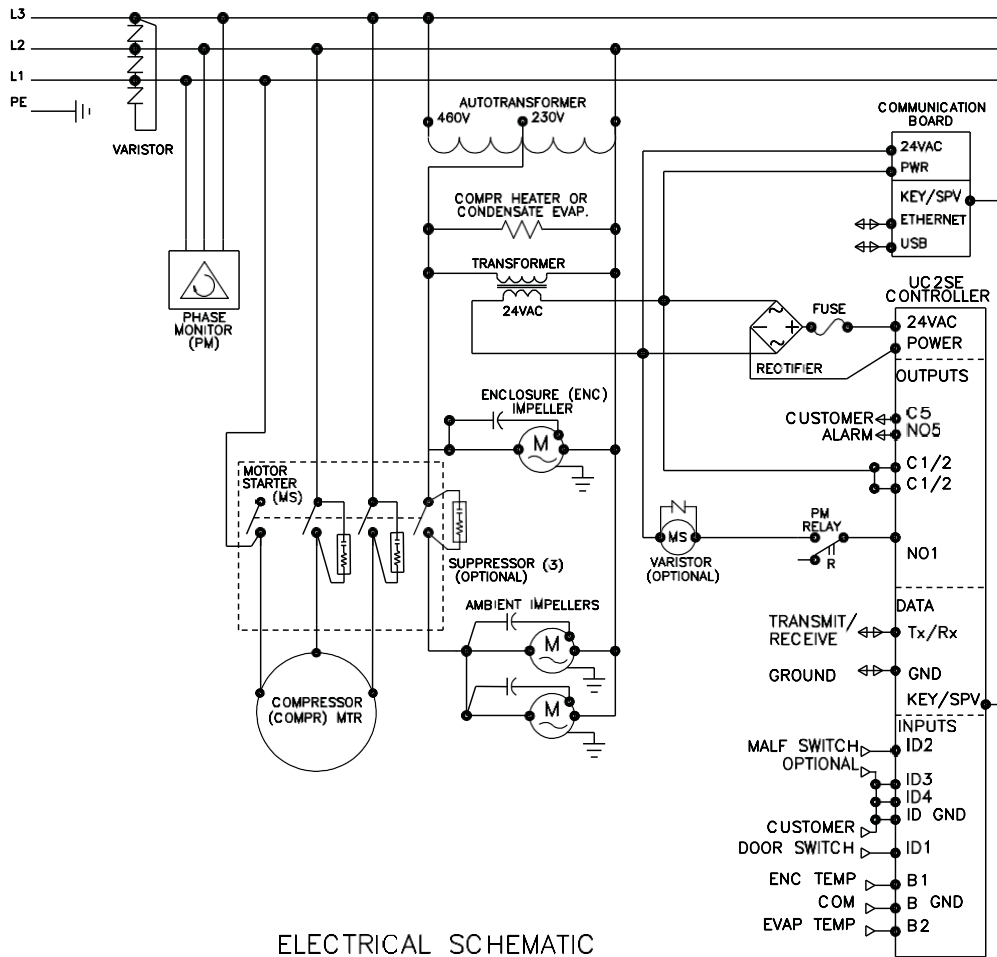 L3
L2
L1
PE
VARISTOR
PHASE
MONITOR
(PM)
AUTOTRANSFORMER
460V
230V
COMPR HEATER OR
CONDENSATE EVAP.
TRANSFORMER
24VAC
COMMUNICATION
BOARD
24VAC
PWR
KEY/SPV
ETHERNET
USB
UC2SE
CONTROLLER
FUSE
24VAC
POWER
RECTIFIER
OUTPUTS
ENCLOSURE (ENC)
IMPELLER
M
CUSTOMER
ALARM
C5
NO5
C1/2
C1/2
MOTOR
STARTER
(MS)
SUPPRESSOR (3)
(OPTIONAL)
MS
VARISTOR
(OPTIONAL)
PM
RELAY
R
NO1
AMBIENT IMPELLERS
M
M
COMPRESSOR
(COMPR) MTR
DATA
TRANSMIT/
RECEIVE
Tx/Rx
GROUND
GND
KEY/SPV
INPUTS
MALF SWITCH
OPTIONAL
ID2
ID3
ID4
ID GND
CUSTOMER
DOOR SWITCH
ID1
ENC TEMP
B1
COM
B GND
EVAP TEMP
B2
ELECTRICAL SCHEMATIC